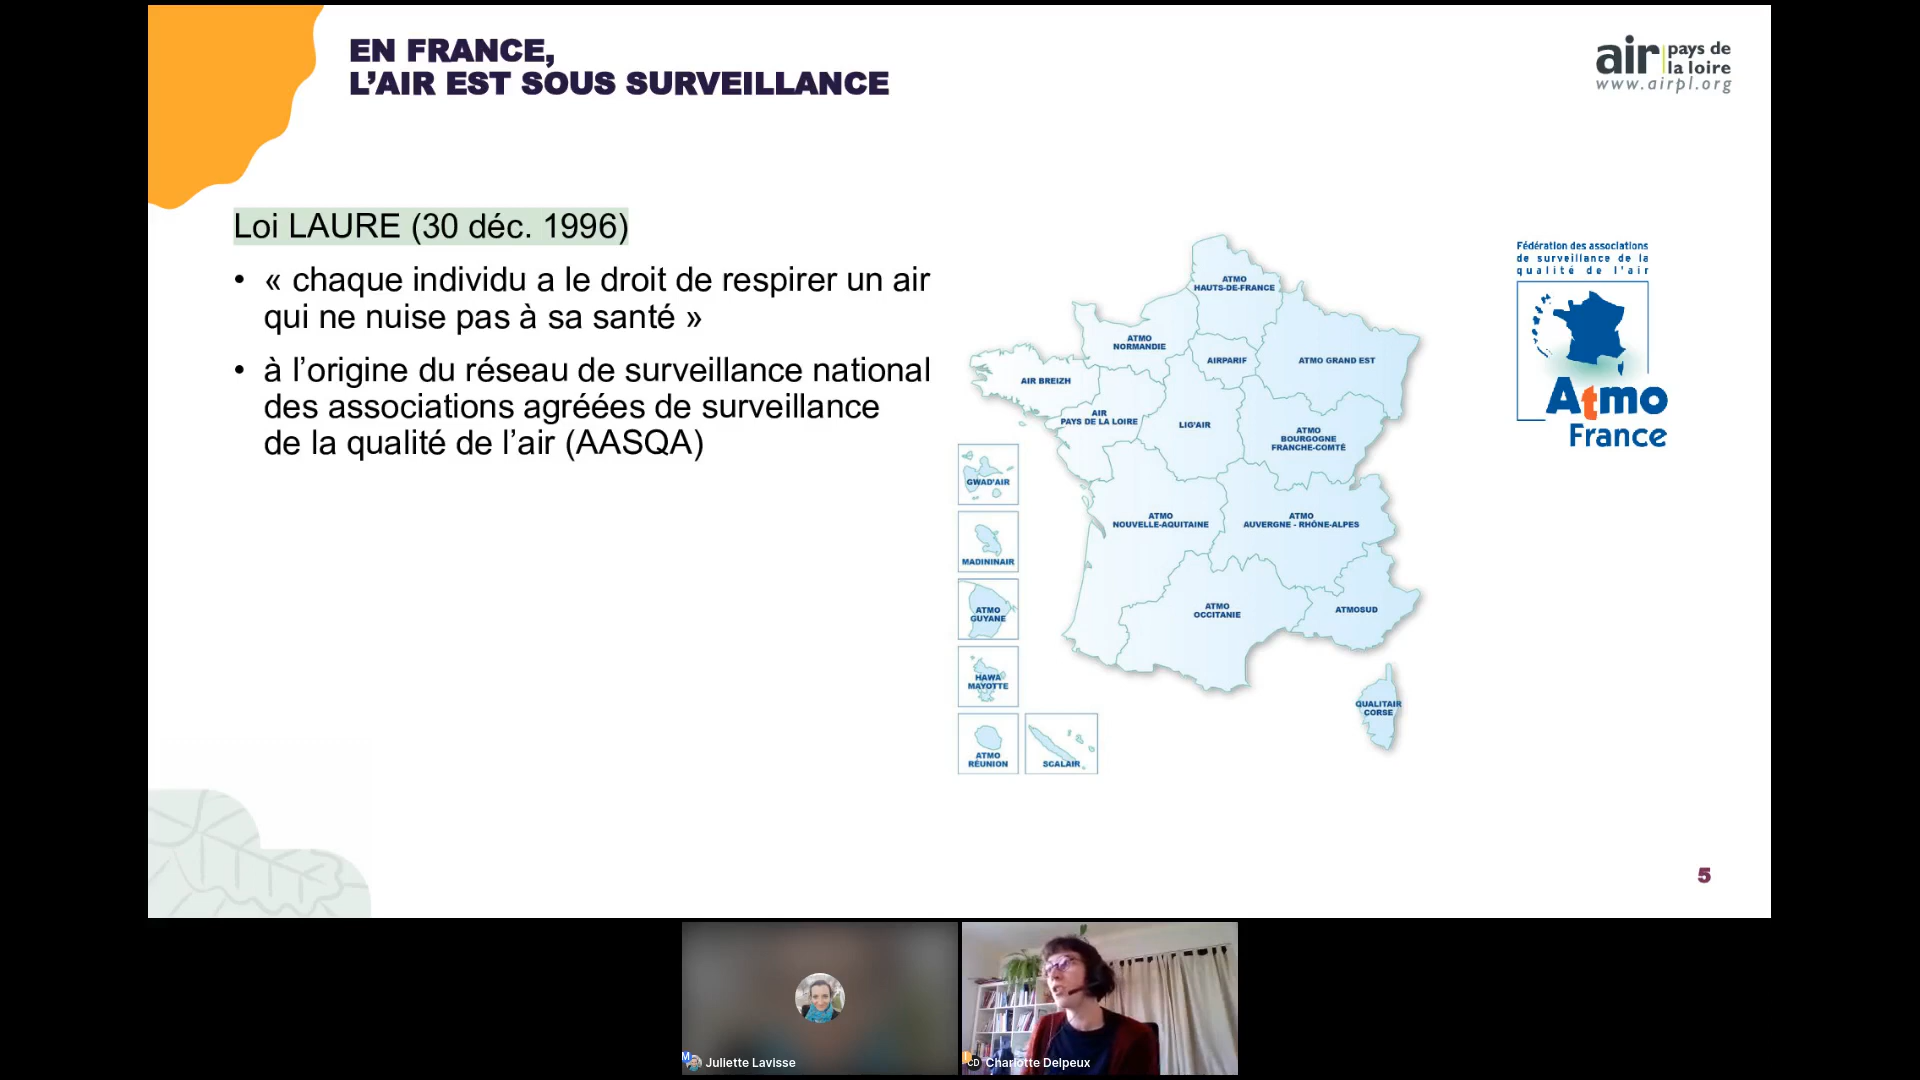 EN FRANCE,
L'AIR EST SOUS SURVEILLANCE
air pays de
la loire
www.airpl.org
Loi LAURE (30 déc. 1996)
• « chaque individu a le droit de respirer un air
qui ne nuise pas à sa santé »
• à l'origine du réseau de surveillance national
des associations agréées de surveillance
de la qualité de l'air (AASQA)
ATMO
HAUTS-DE-FRANCE
ATMO
NORMANDIE
AIRPARIF
ATMO GRAND EST
AIR BREIZH
AIR
PAYS DE LA LOIRE
LIG'AIR
ATMO
BOURGOGNE
FRANCHE-COMTÉ
ATMO
NOUVELLE-AQUITAINE
ATMO
AUVERGNE - RHÔNE-ALPES
ATMO
OCCITANIE
ATMOSUD
QUALITAIR
CORSE
GWAD'AIR
MADININAIR
ATMO
GUYANE
HAWA
MAYOTTE
ATMO
RÉUNION
SCALAIR
Fédération des associations
de surveillance de la
qualité de l'air
Atmo
France
5
M
Juliette Lavisse
CD
Charlotte Delpeux